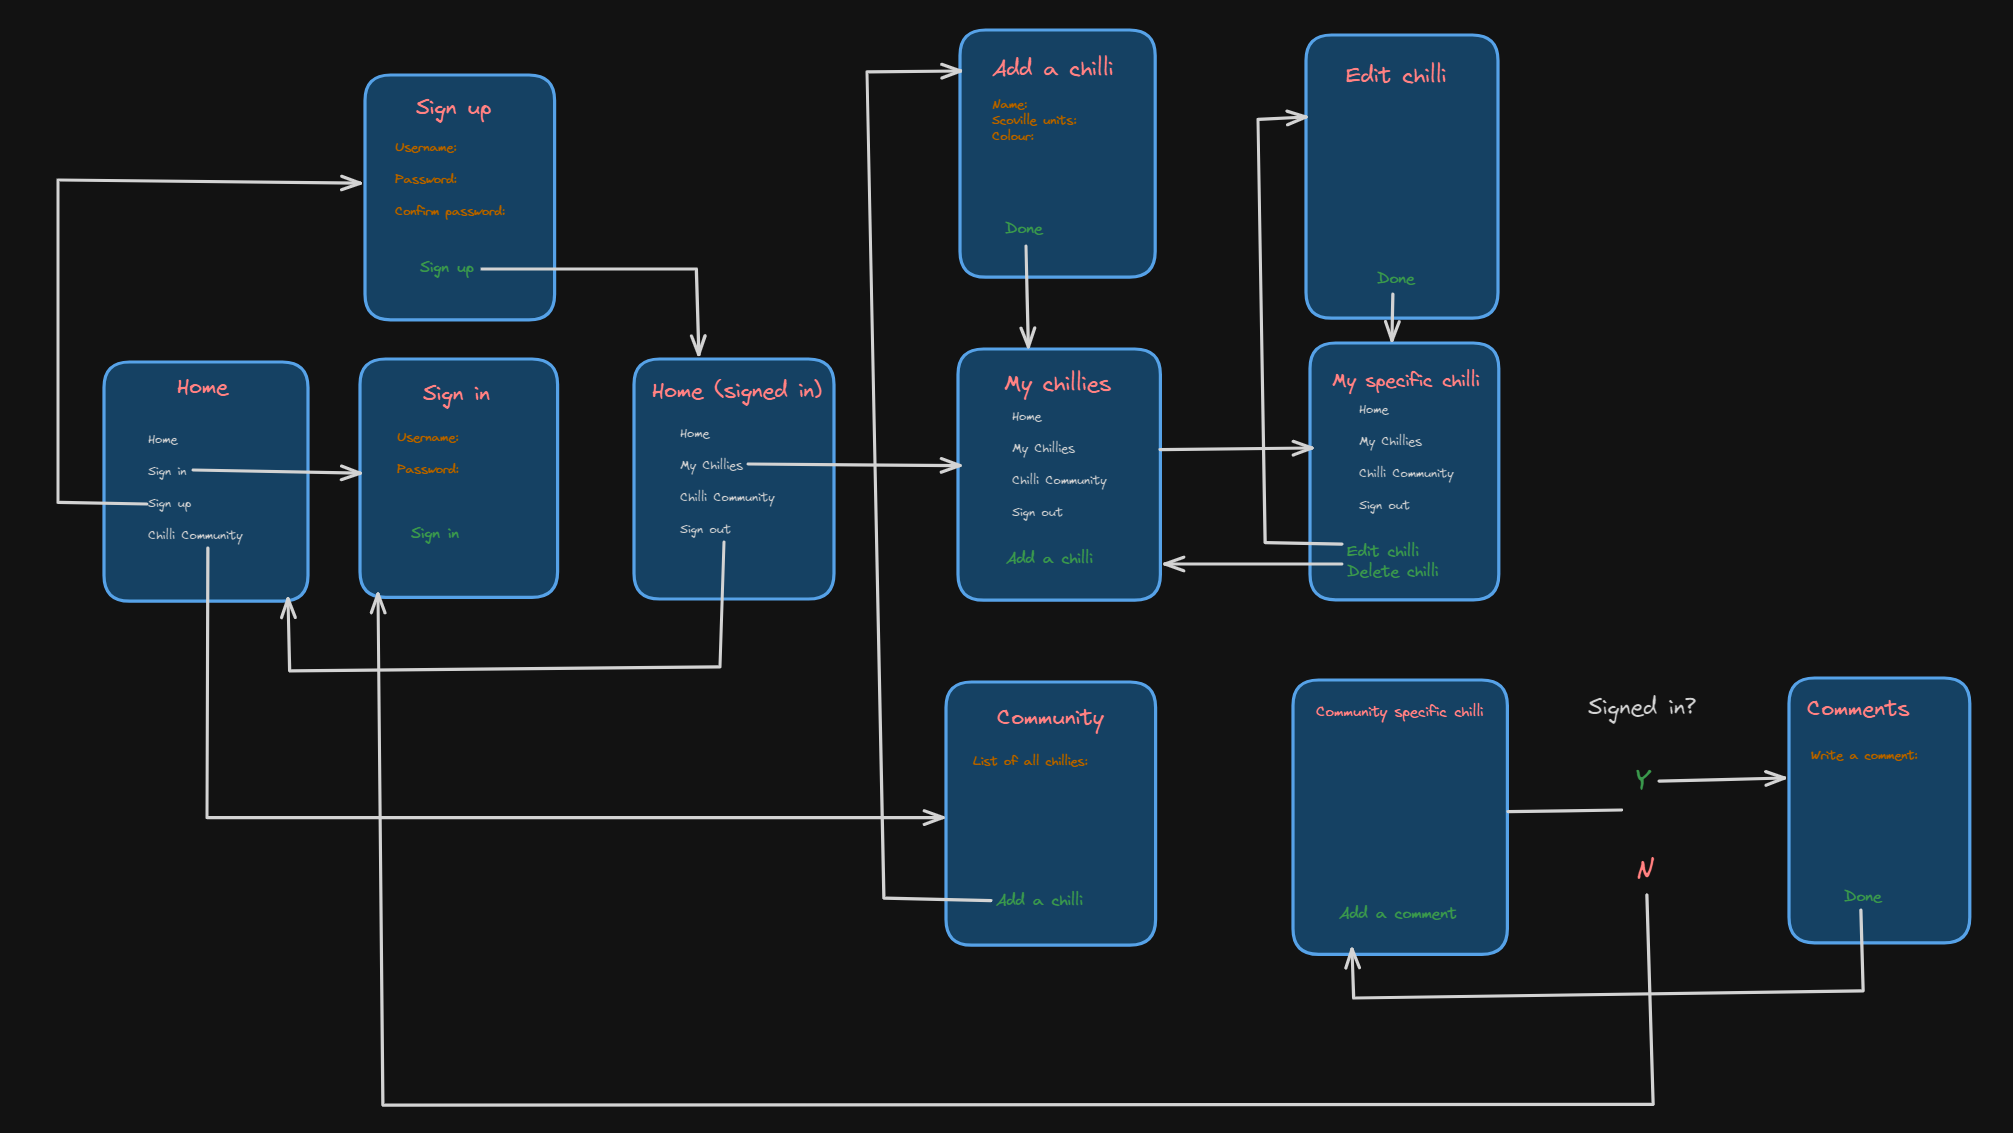 Sign up
Username:
Password:
Confirm password:
Sign up
Add a chilli
Name:
Scoville units:
Colour:
Done
Edit chilli
Done
Home
Home
Sign in
Sign up
Chilli Community
Sign in
Username:
Password:
Sign in
Home (signed in)
Home
My Chillies
Chilli Community
Sign out
My chillies
Home
My Chillies
Chilli Community
Sign out
Add a chilli
My specific chilli
Home
My Chillies
Chilli Community
Sign out
Edit chilli
Delete chilli
Community
List of all chillies:
Add a chilli
Community specific chilli
Add a comment
Signed in?
Y
N
Comments
Write a comment:
Done